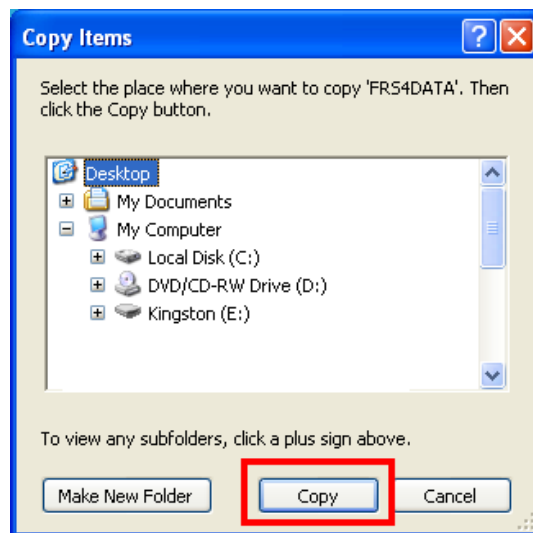 Copy Items
Select the place where you want to copy 'FRS4DATA'. Then
click the Copy button.
Desktop
My Documents
My Computer
Local Disk (C:)
DVD/CD-RW Drive (D:)
Kingston (E:)
To view any subfolders, click a plus sign above.
Make New Folder Copy Cancel